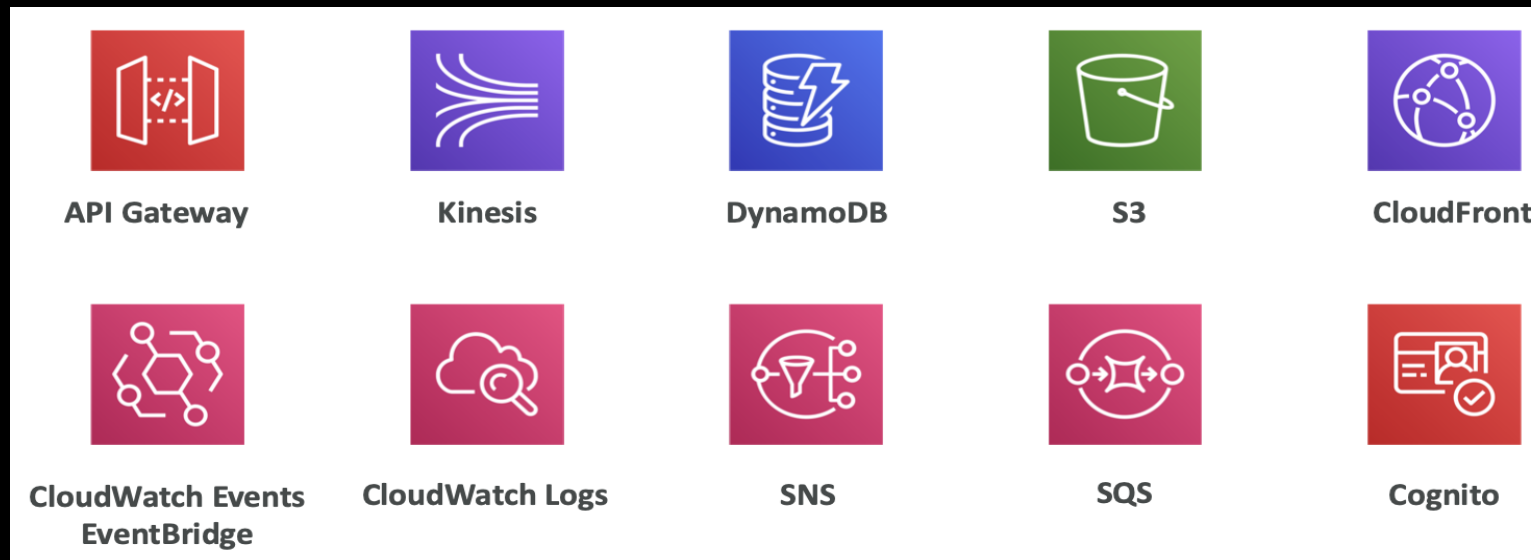 </>
API Gateway
Kinesis
DynamoDB
S3
CloudFront
CloudWatch Events
EventBridge
CloudWatch Logs
SNS
SQS
Cognito